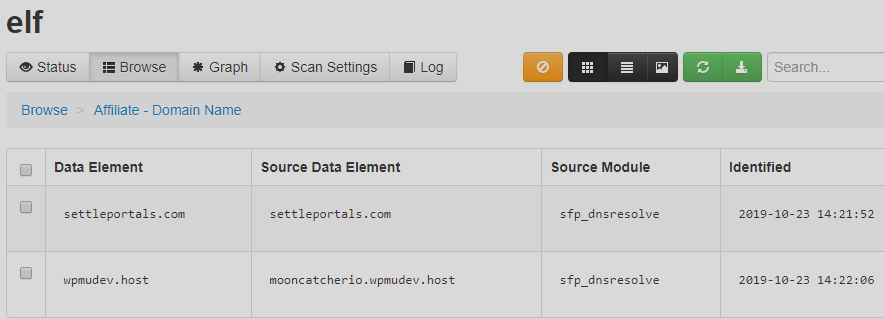 elf
Status Browse Graph Scan Settings Log Search...
Browse > Affiliate - Domain Name
Data Element Source Data Element Source Module Identified
settleportals.com settleportals.com sfp_dnsresolve 2019-10-23 14:21:52
wpmudev.host mooncatcherio.wpmudev.host sfp_dnsresolve 2019-10-23 14:22:06